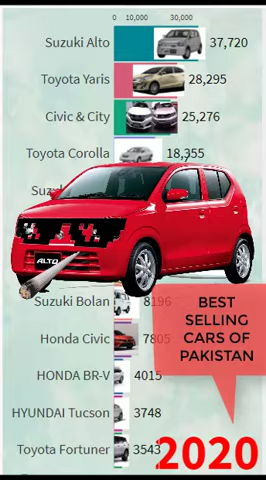 0 10,000 30,000
Suzuki Alto 37,720
Toyota Yaris 28,295
Civic & City 25,276
Toyota Corolla 18,355
ALTO
Suzuki Bolan 8196
Honda Civic 7805
HONDA BR-V 4015
HYUNDAI Tucson 3748
Toyota Fortuner 3543
BEST
SELLING
CARS OF
PAKISTAN
2020